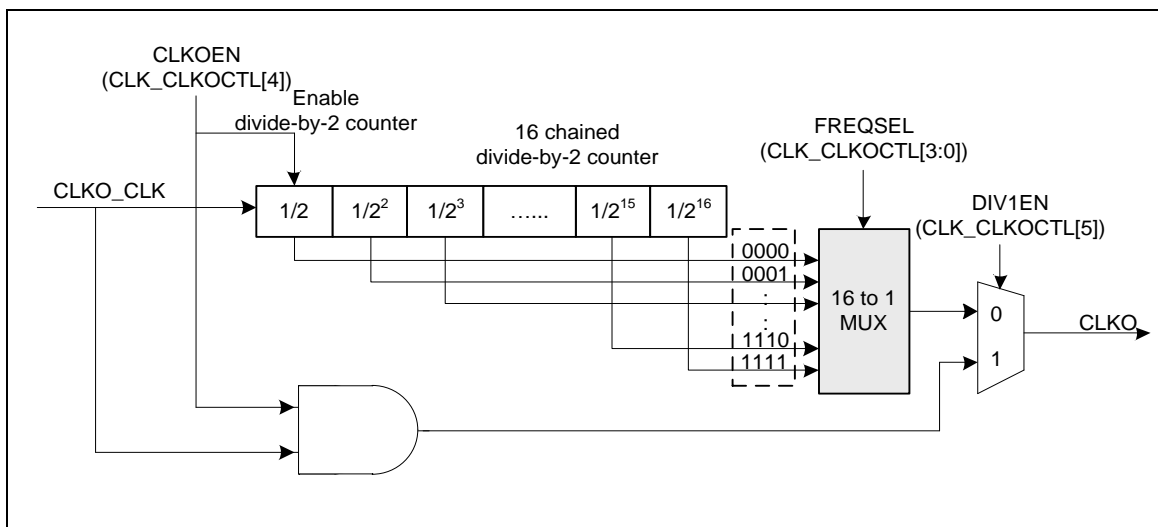 CLKOEN
(CLK_CLKOCTL[4])
Enable
divide-by-2 counter
16 chained
divide-by-2 counter
FREQSEL
(CLK_CLKOCTL[3:0])
CLKO_CLK
DIV1EN
(CLK_CLKOCTL[5])
1/2
1/2²
1/2³
…...
1/2¹⁵
1/2¹⁶
0000
0001
:
:
1110
1111
16 to 1
MUX
0
1
CLKO